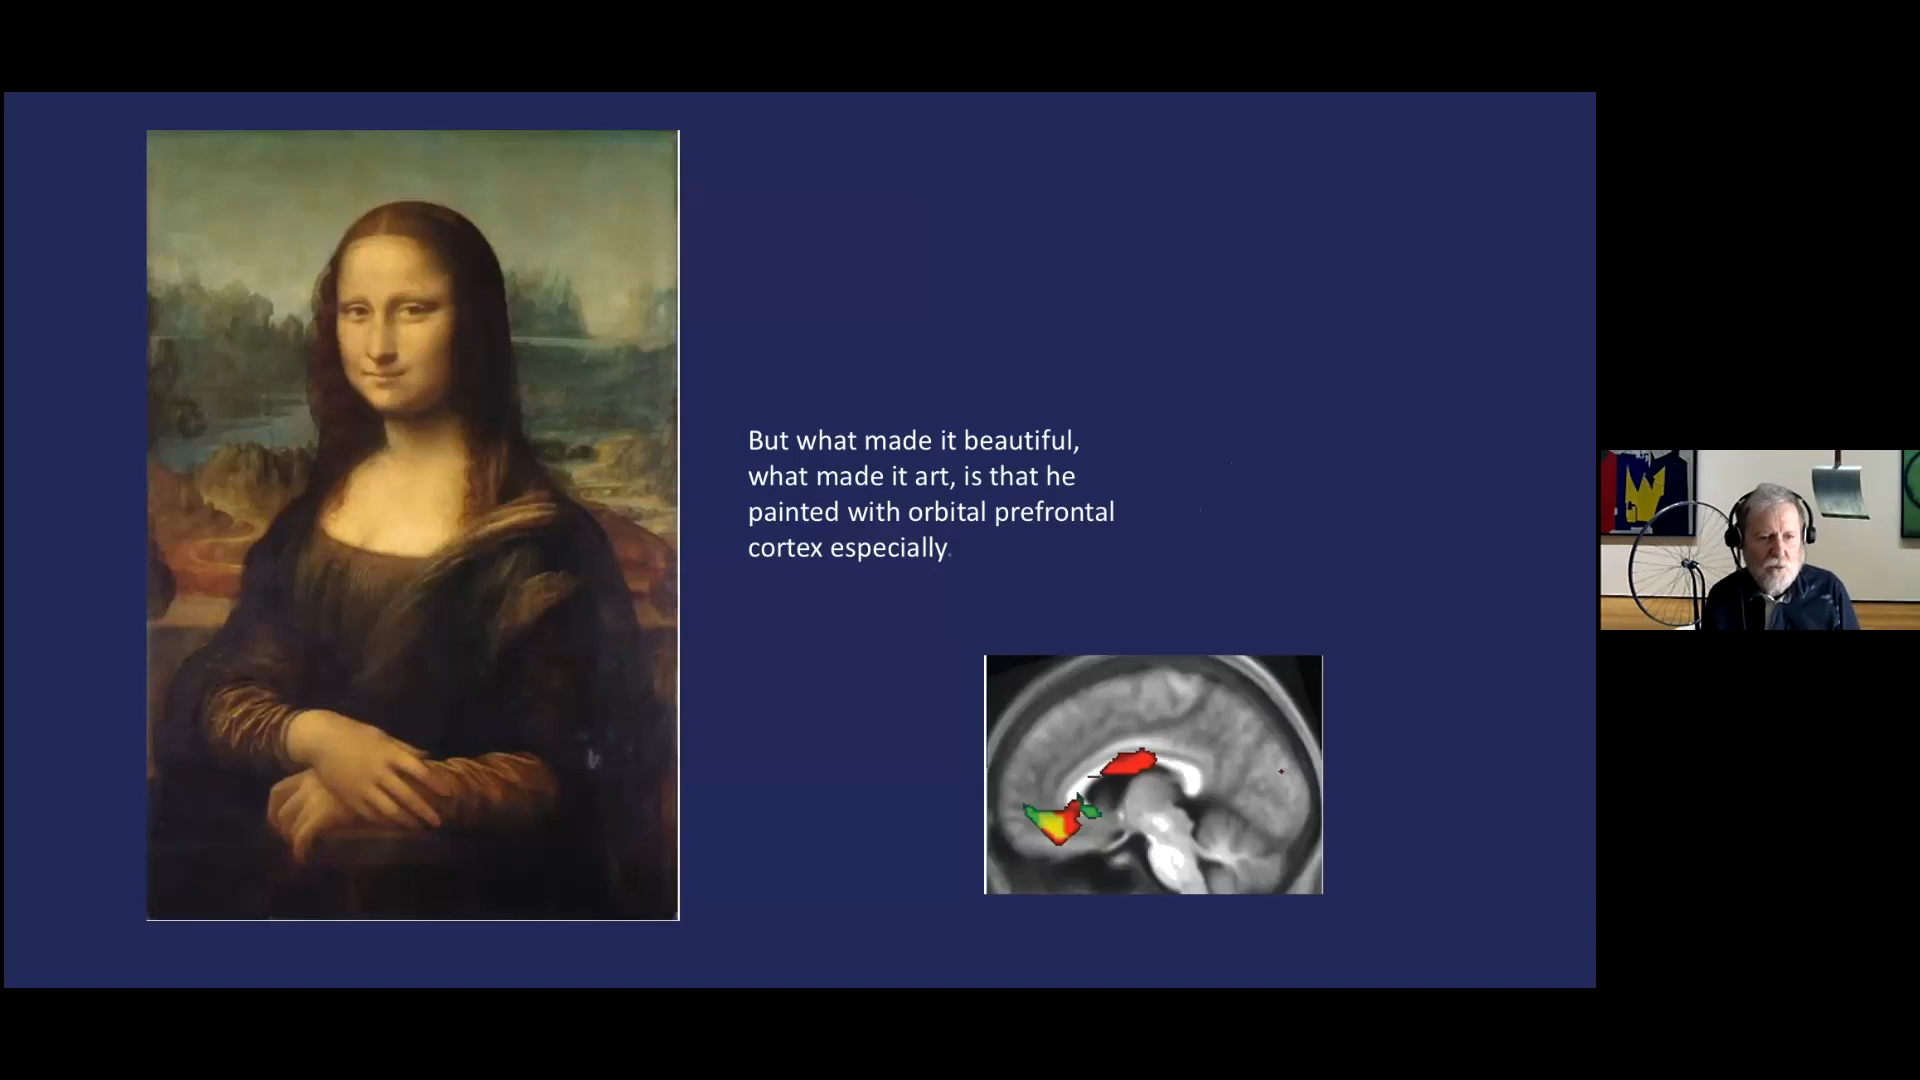 But what made it beautiful,
what made it art, is that he
painted with orbital prefrontal
cortex especially.